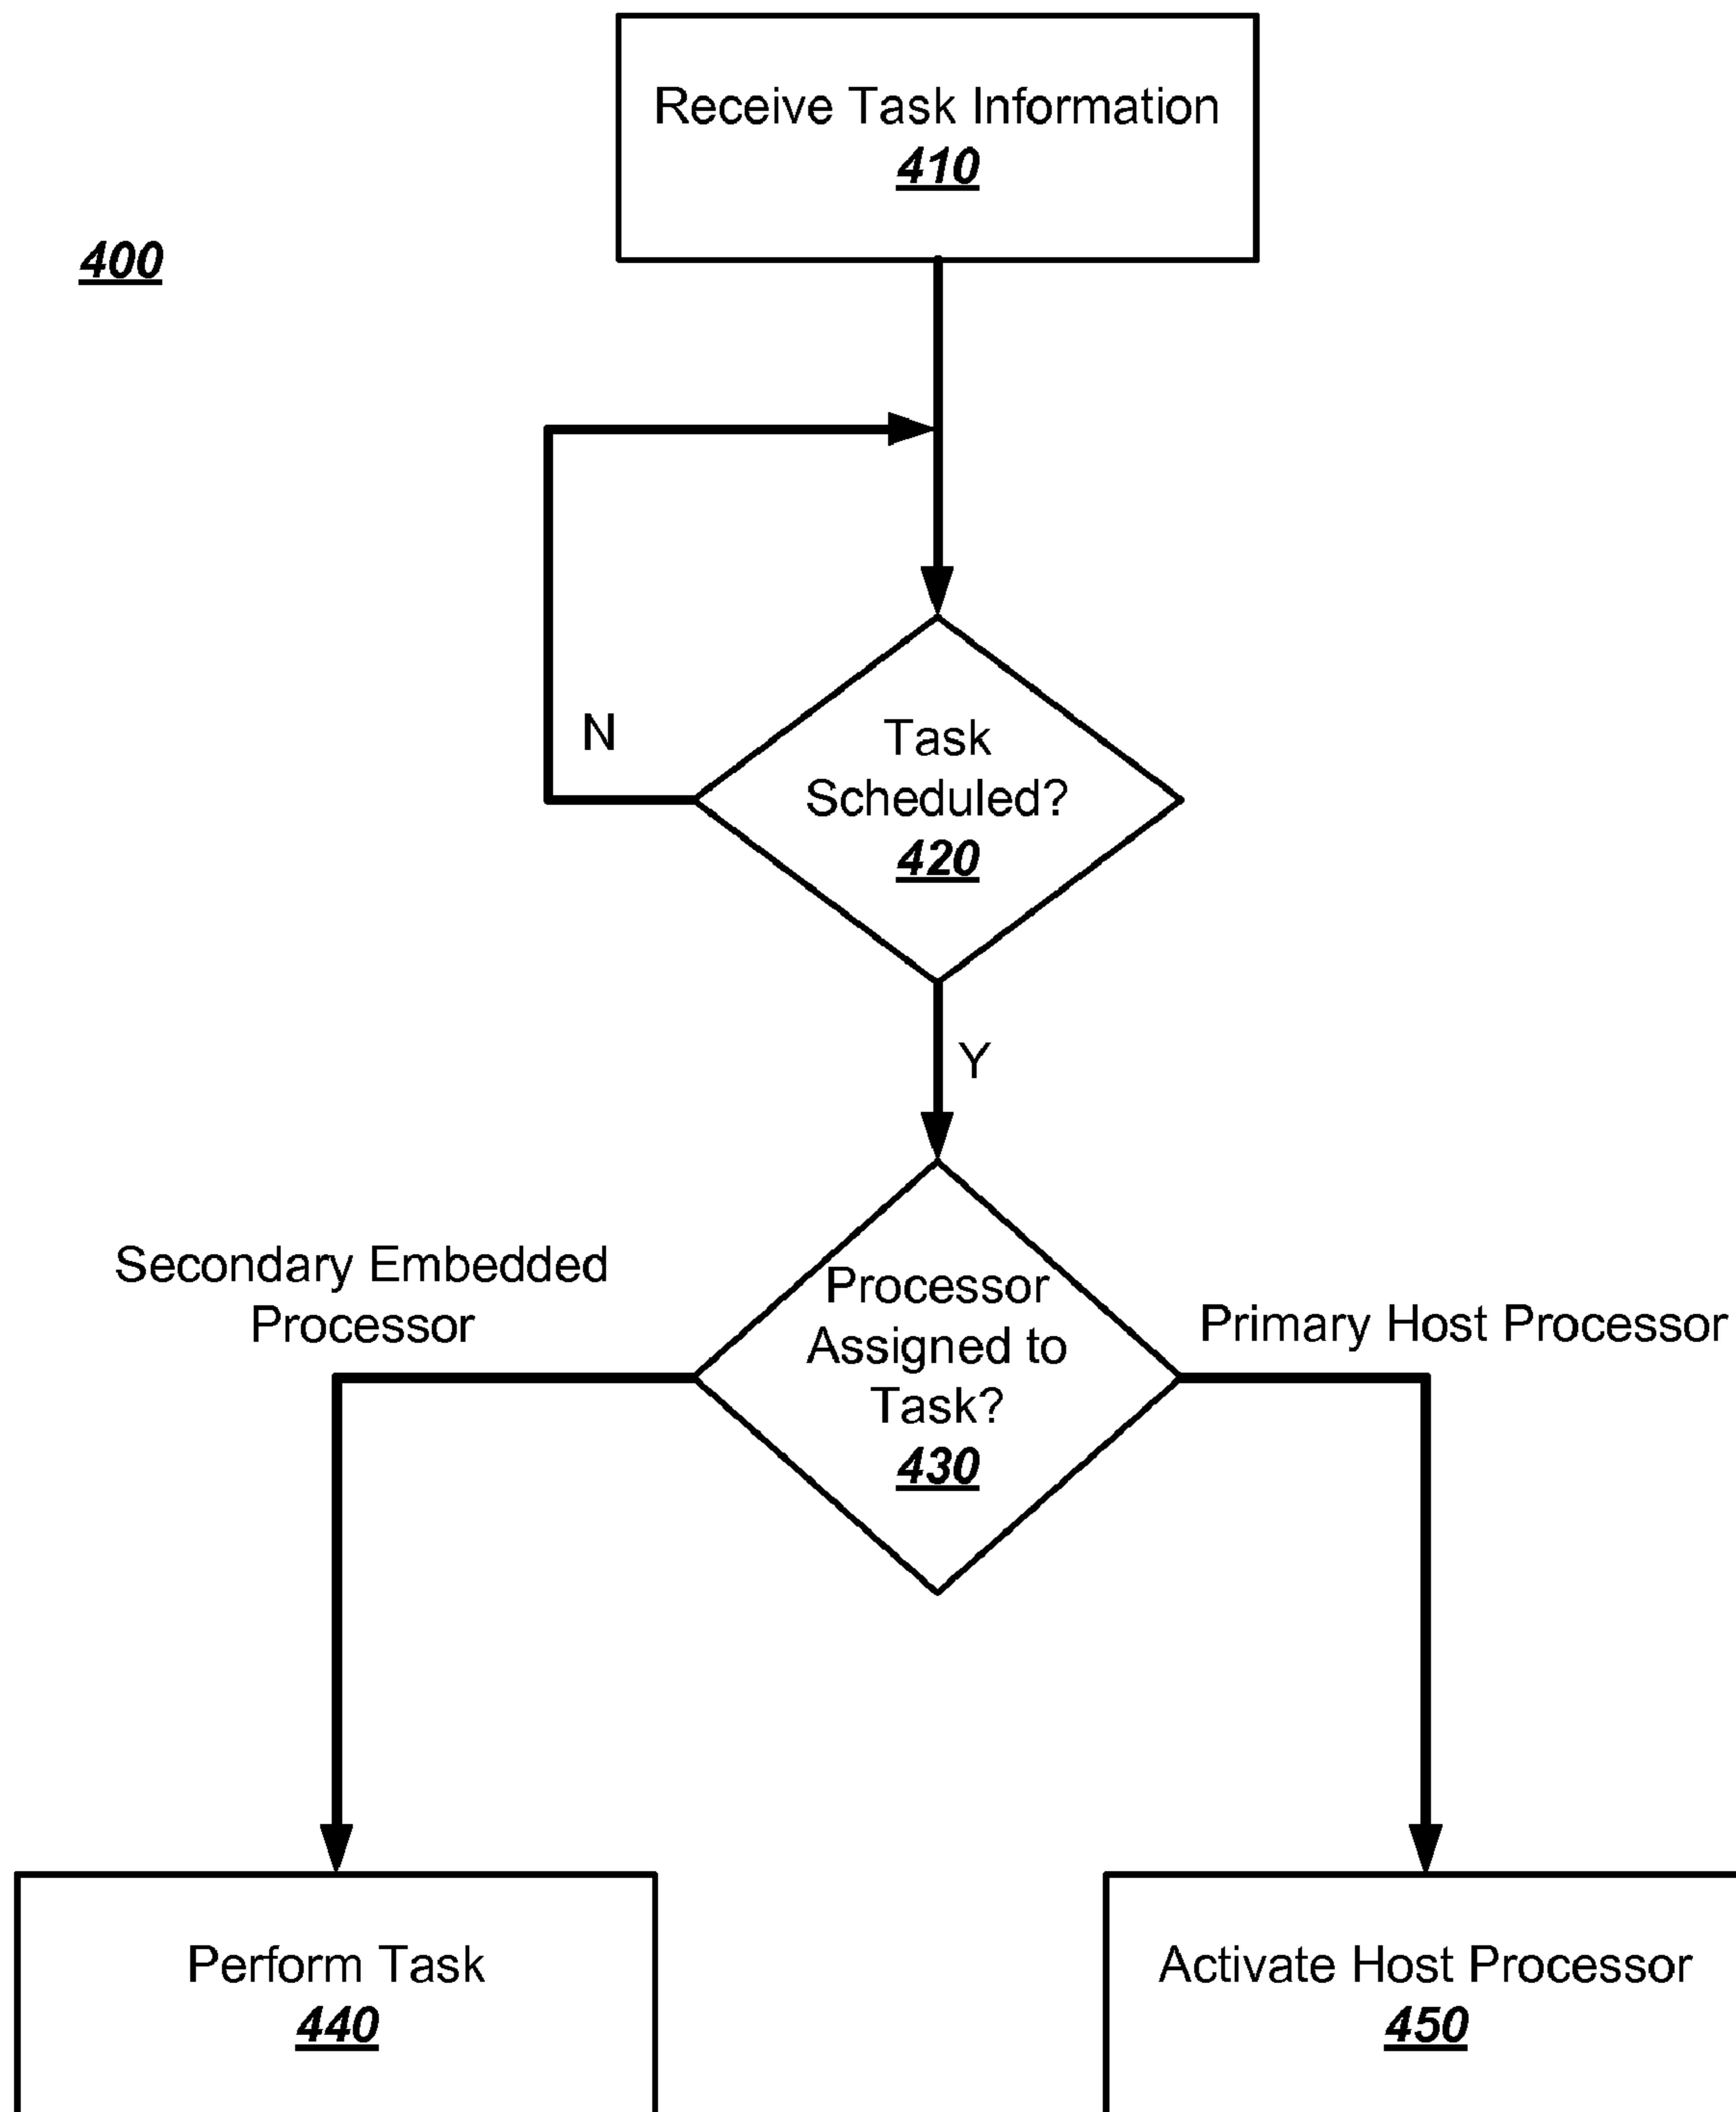 Receive Task Information
410
400
N
Task
Scheduled?
420
Y
Secondary Embedded
Processor
Processor
Assigned to
Task?
430
Primary Host Processor
Perform Task
440
Activate Host Processor
450